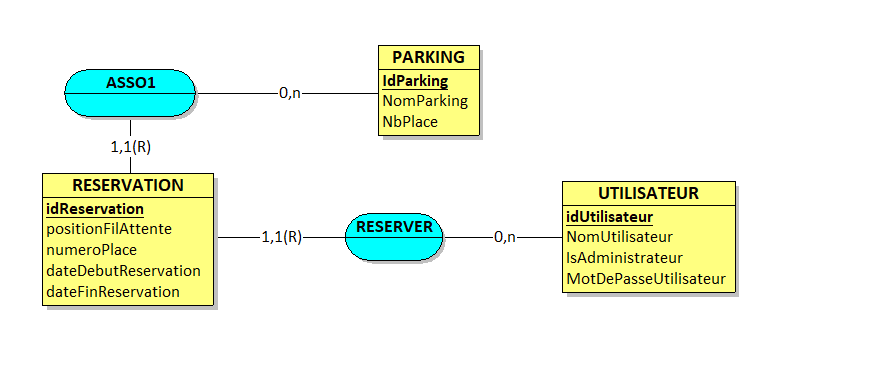 PARKING
IdParking
NomParking
NbPlace
ASSO1
0,n
1,1(R)
RESERVATION
idReservation
positionFilAttente
numeroPlace
dateDebutReservation
dateFinReservation
1,1(R)
RESERVER
0,n
UTILISATEUR
idUtilisateur
NomUtilisateur
IsAdministrateur
MotDePasseUtilisateur